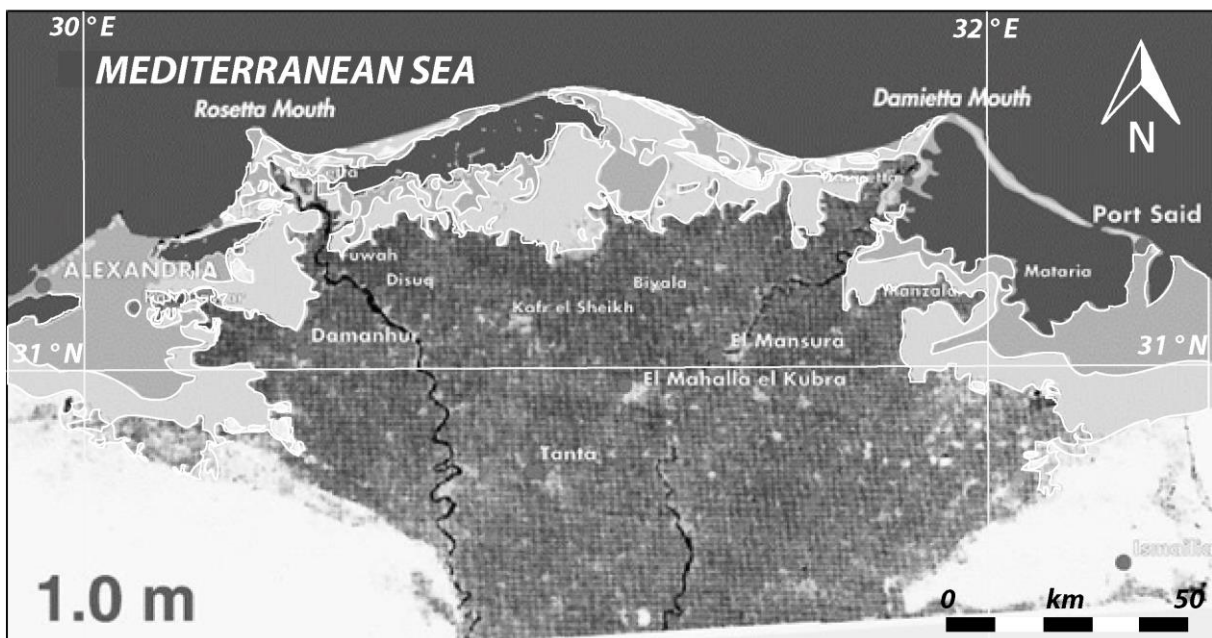 30°E
32°E
MEDITERRANEAN SEA
Rosetta Mouth
Damietta Mouth
N
Port Said
ALEXANDRIA
Mataria
Disuq
Biyala
Kafr el Sheikh
Damanhur
El Mansura
31°N
31°N
El Mahalla el Kubra
Tanta
Ismailia
1.0 m
0 km 50